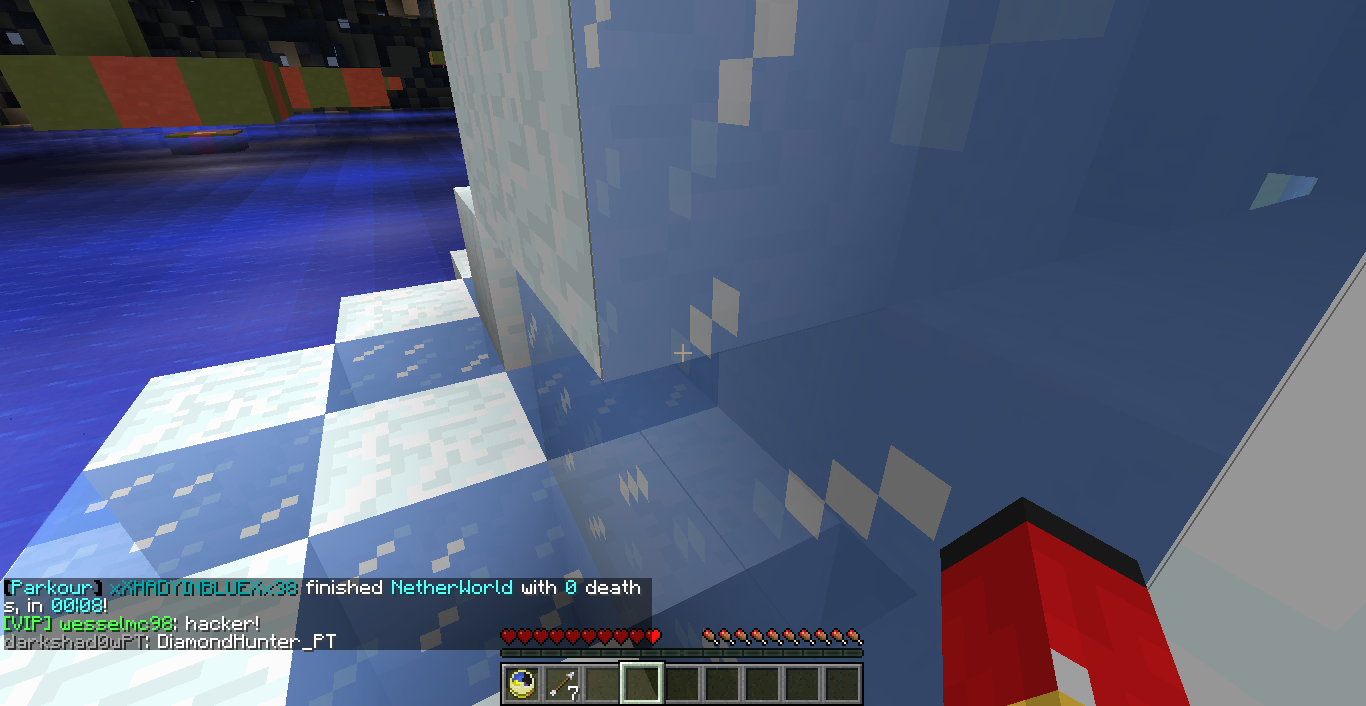 [Parkour] xXHADYINBLUEXx38 finished NetherWorld with 0 death
s, in 00:08!
[VIP] wesselmc98: hacker!
darkshad0wPT: DiamondHunter_PT
7